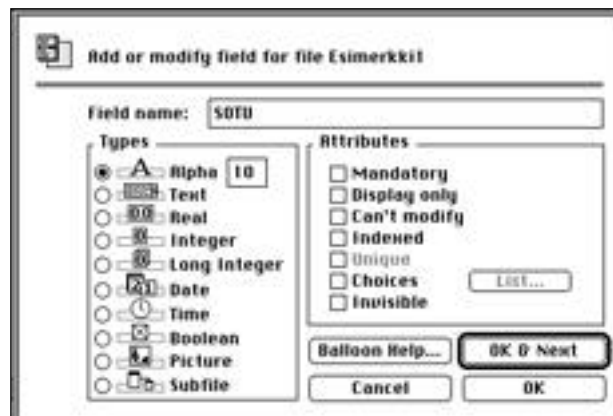 Add or modify field for file Esimerkki1
Field name: SOTU
Types
Alpha 10
Text
Real
Integer
Long Integer
Date
Time
Boolean
Picture
Subfile
Attributes
Mandatory
Display only
Can't modify
Indexed
Unique
Choices List...
Invisible
Balloon Help... OK & Next
Cancel OK